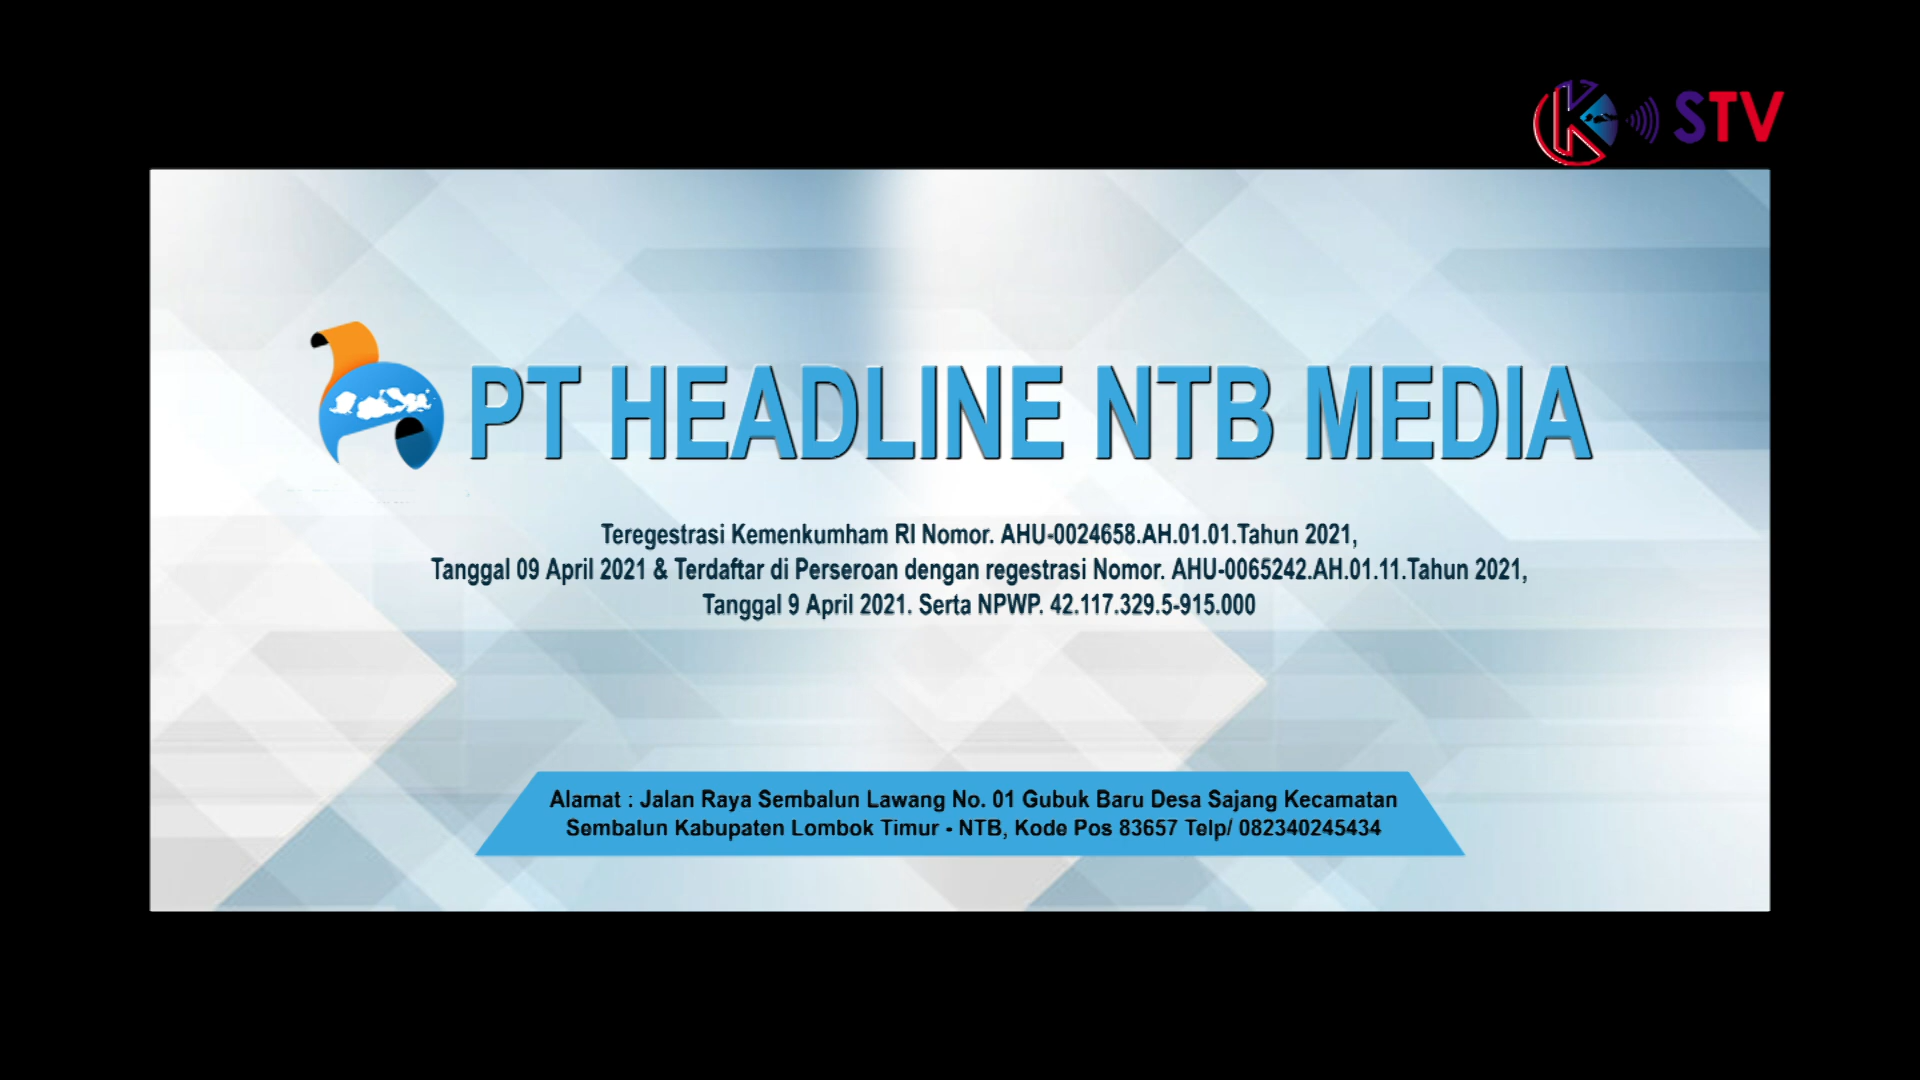 K STV
PT HEADLINE NTB MEDIA
Teregestrasi Kemenkumham RI Nomor. AHU-0024658.AH.01.01.Tahun 2021,
Tanggal 09 April 2021 & Terdaftar di Perseroan dengan regestrasi Nomor. AHU-0065242.AH.01.11.Tahun 2021,
Tanggal 9 April 2021. Serta NPWP. 42.117.329.5-915.000
Alamat : Jalan Raya Sembalun Lawang No. 01 Gubuk Baru Desa Sajang Kecamatan
Sembalun Kabupaten Lombok Timur - NTB, Kode Pos 83657 Telp/ 082340245434